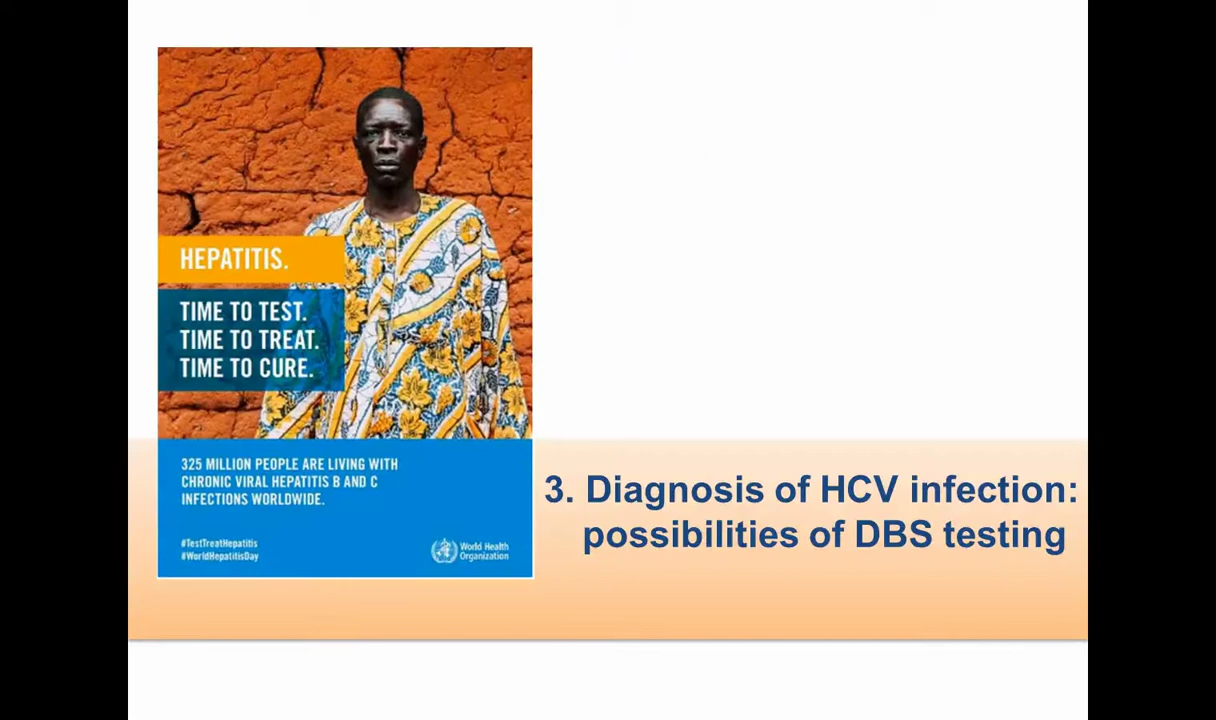 HEPATITIS.
TIME TO TEST.
TIME TO TREAT.
TIME TO CURE.
325 MILLION PEOPLE ARE LIVING WITH
CHRONIC VIRAL HEPATITIS B AND C
INFECTIONS WORLDWIDE.
#TestTreatHepatitis
#WorldHepatitisDay
World Health
Organization
3. Diagnosis of HCV infection:
possibilities of DBS testing